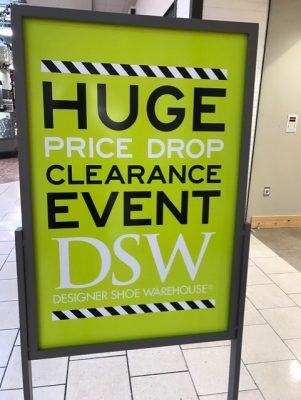 HUGE
PRICE DROP
CLEARANCE
EVENT
DSW
DESIGNER SHOE WAREHOUSE®